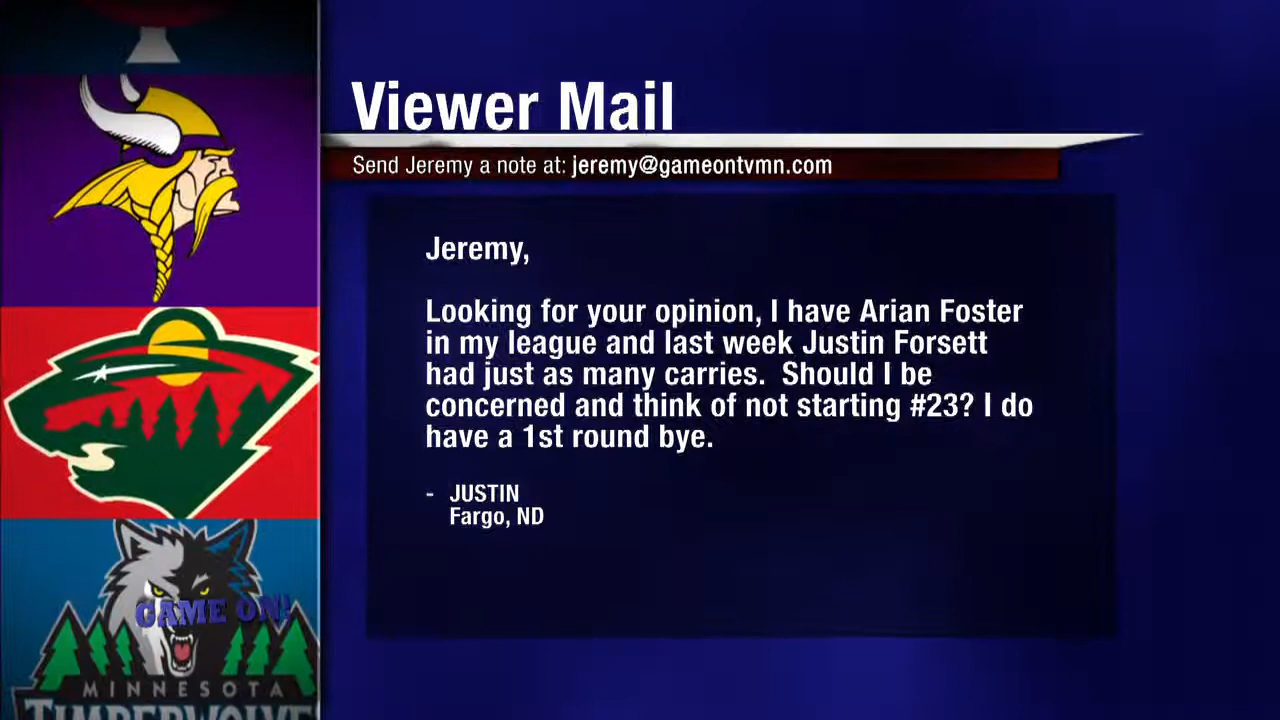 Viewer Mail
Send Jeremy a note at: jeremy@gameontvmn.com
Jeremy,
Looking for your opinion, I have Arian Foster
in my league and last week Justin Forsett
had just as many carries.  Should I be
concerned and think of not starting #23? I do
have a 1st round bye.
- JUSTIN
Fargo, ND
GAME ON!
MINNESOTA
TIMBERWOLVES